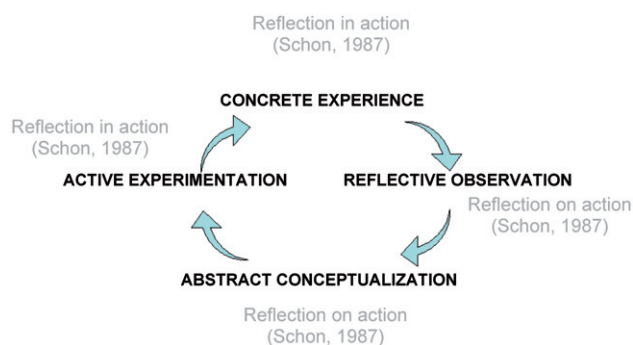 Reflection in action
(Schon, 1987)
CONCRETE EXPERIENCE
Reflection in action
(Schon, 1987)
ACTIVE EXPERIMENTATION
REFLECTIVE OBSERVATION
Reflection on action
(Schon, 1987)
ABSTRACT CONCEPTUALIZATION
Reflection on action
(Schon, 1987)